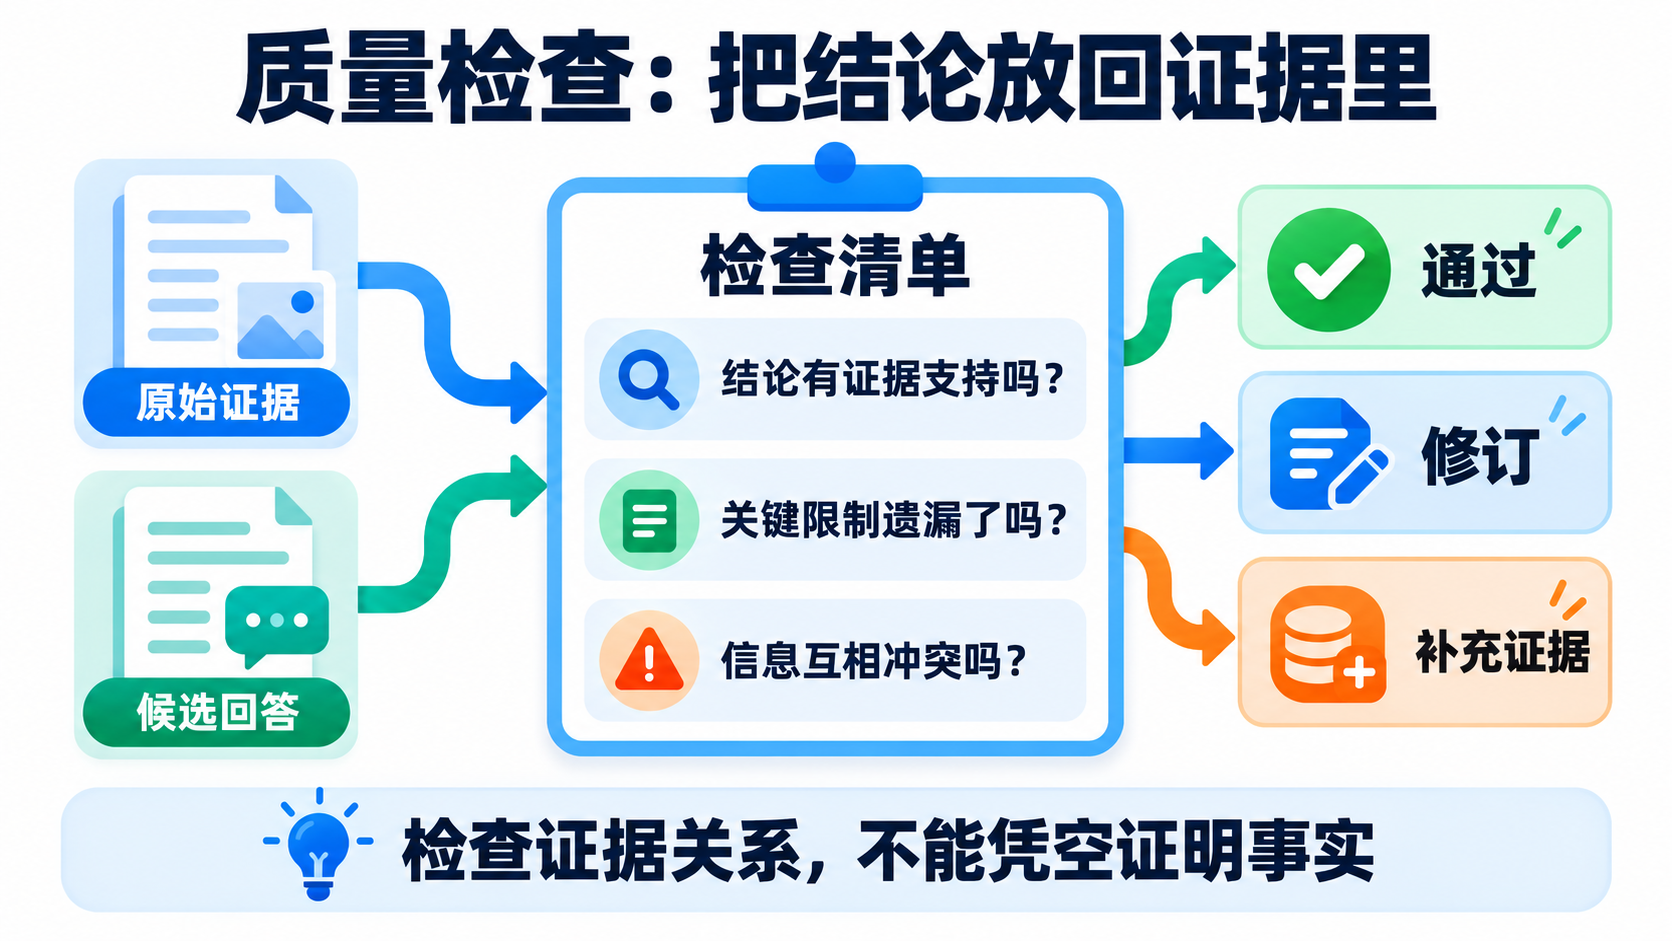 质量检查：把结论放回证据里
原始证据
候选回答
检查清单
结论有证据支持吗？
关键限制遗漏了吗？
信息互相冲突吗？
通过
修订
补充证据
检查证据关系，不能凭空证明事实